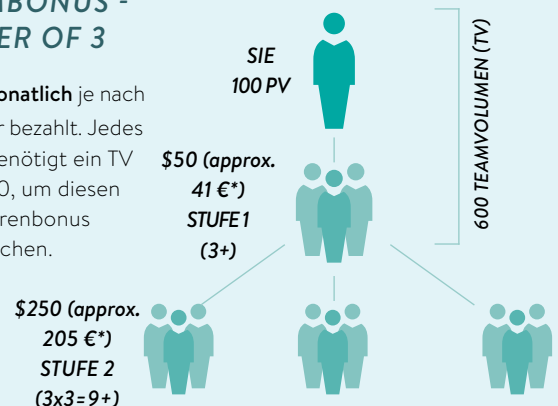 BONUS -
ER OF 3
onatlich je nach
r bezahlt. Jedes
enötigt ein TV
0, um diesen
renbonus
chen.
SIE
100 PV
$50 (approx.
41 €*)
STUFE 1
(3+)
600 TEAMVOLUMEN (TV)
$250 (approx.
205 €*)
STUFE 2
(3x3=9+)